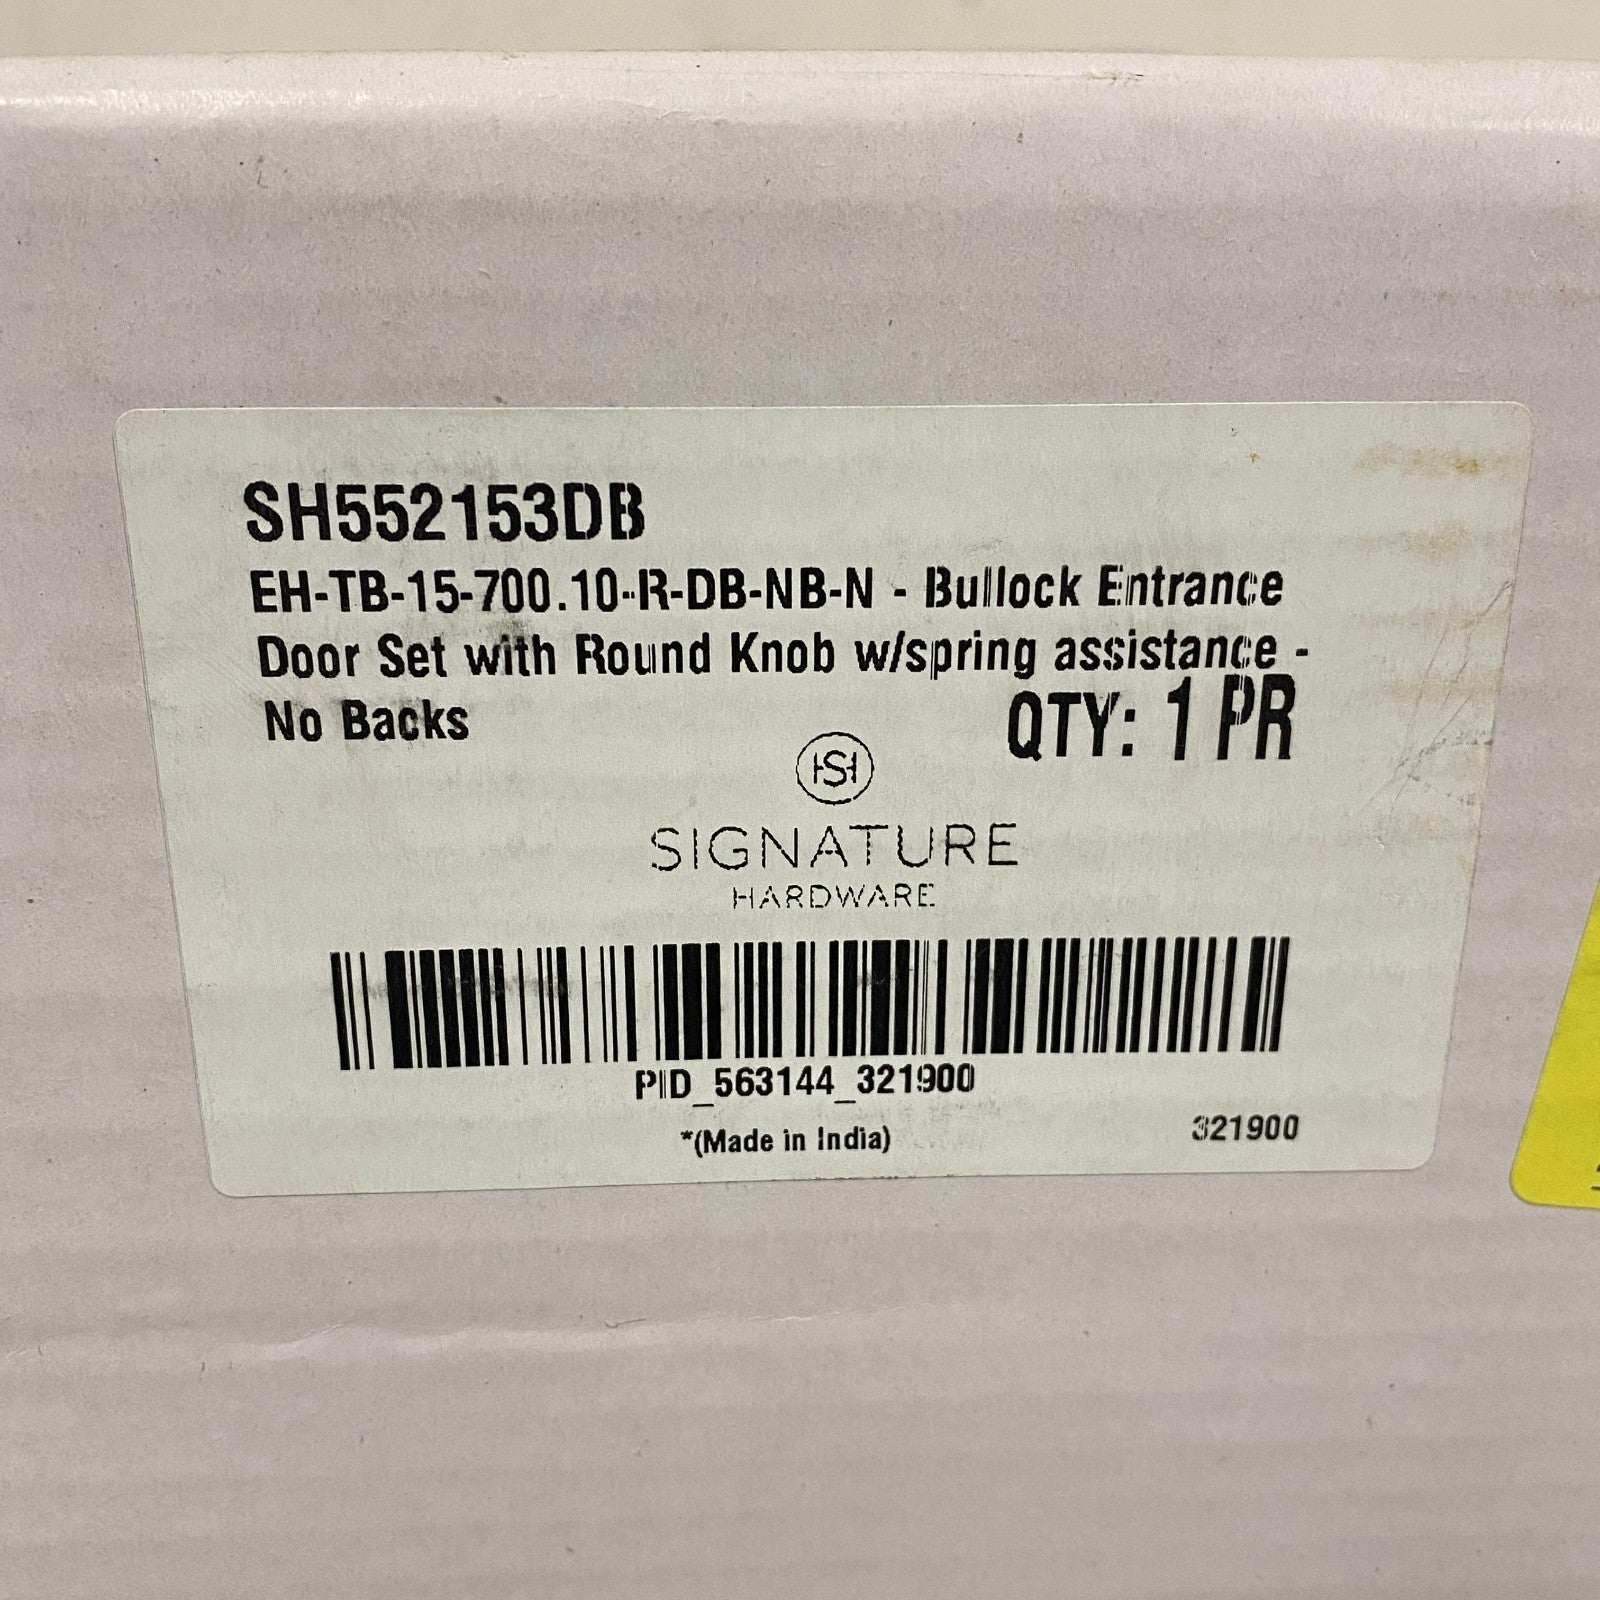 SH552153DB
EH-TB-15-700.10-R-DB-NB-N - Bullock Entrance
Door Set with Round Knob w/spring assistance -
No Backs
QTY: 1 PR
HS
SIGNATURE
HARDWARE
PID_563144_321900
*(Made in India)
321900